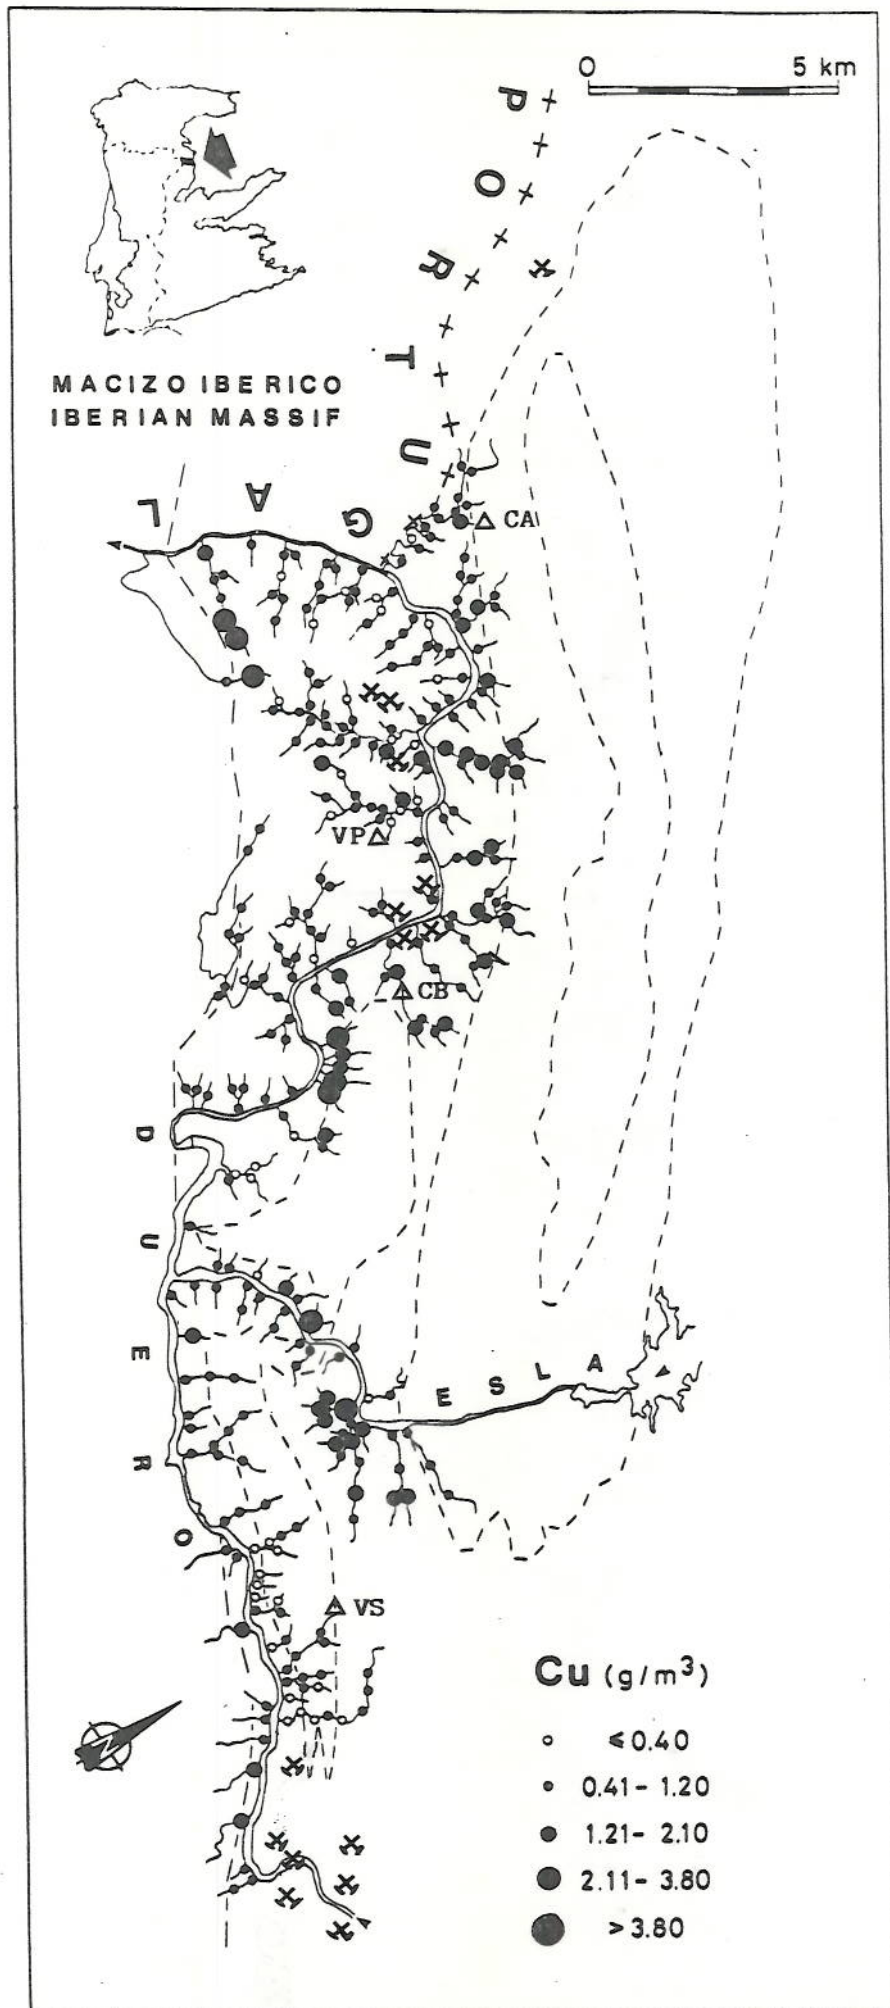 0 5 km
PORTUGAL
MACIZO IBERICO
IBERIAN MASSIF
CA
VP
CB
DUERO
ESLA
VS
N
Cu (g/m³)
≤0.40
0.41- 1.20
1.21- 2.10
2.11- 3.80
>3.80